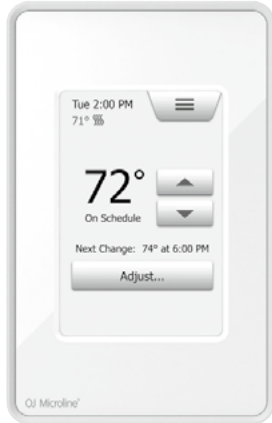 Tue 2:00 PM
71°
72°
On Schedule
Next Change: 74° at 6:00 PM
Adjust...
OJ Microline®